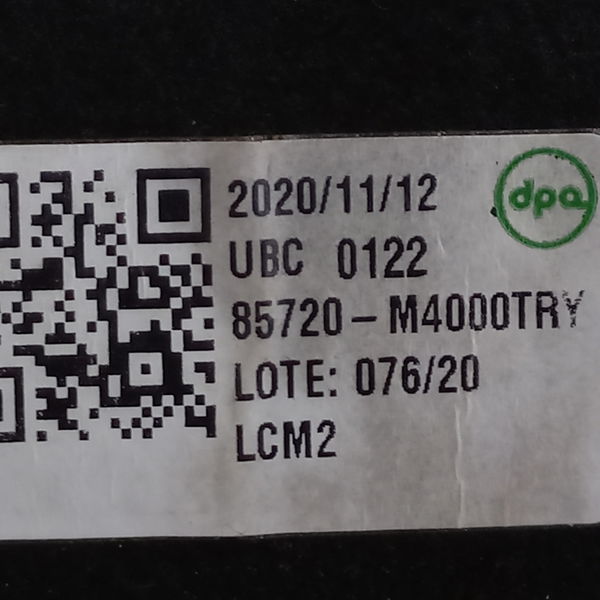 2020/11/12
dpa
UBC 0122
85720-M4000TRY
LOTE: 076/20
LCM2